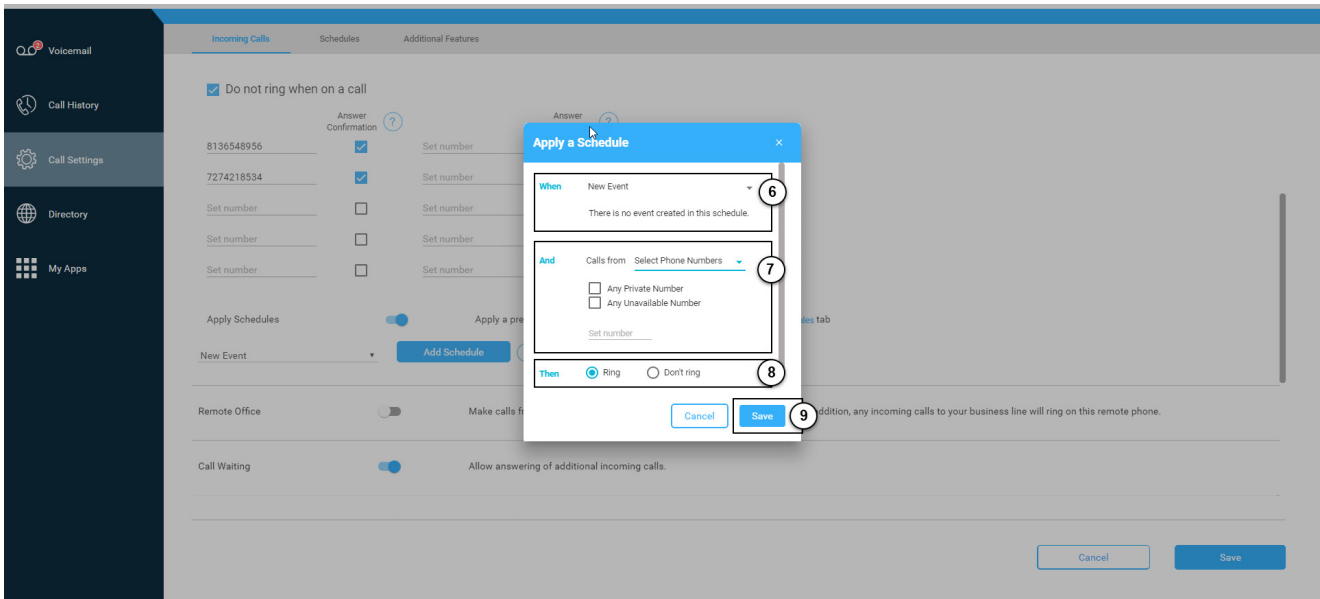 2
Voicemail
Call History
Call Settings
Directory
My Apps
Incoming Calls Schedules Additional Features
Do not ring when on a call
Answer
Confirmation ?
Answer
?
8136548956 Set number
7274218534 Set number
Set number Set number
Set number Set number
Set number Set number
Apply Schedules Apply a pre tab
New Event Add Schedule
Remote Office Make calls ddition, any incoming calls to your business line will ring on this remote phone.
Call Waiting Allow answering of additional incoming calls.
Cancel Save
Apply a Schedule ×
When New Event 6
There is no event created in this schedule.
And Calls from Select Phone Numbers 7
Any Private Number
Any Unavailable Number
Set number
Then Ring Don't ring 8
Cancel Save 9